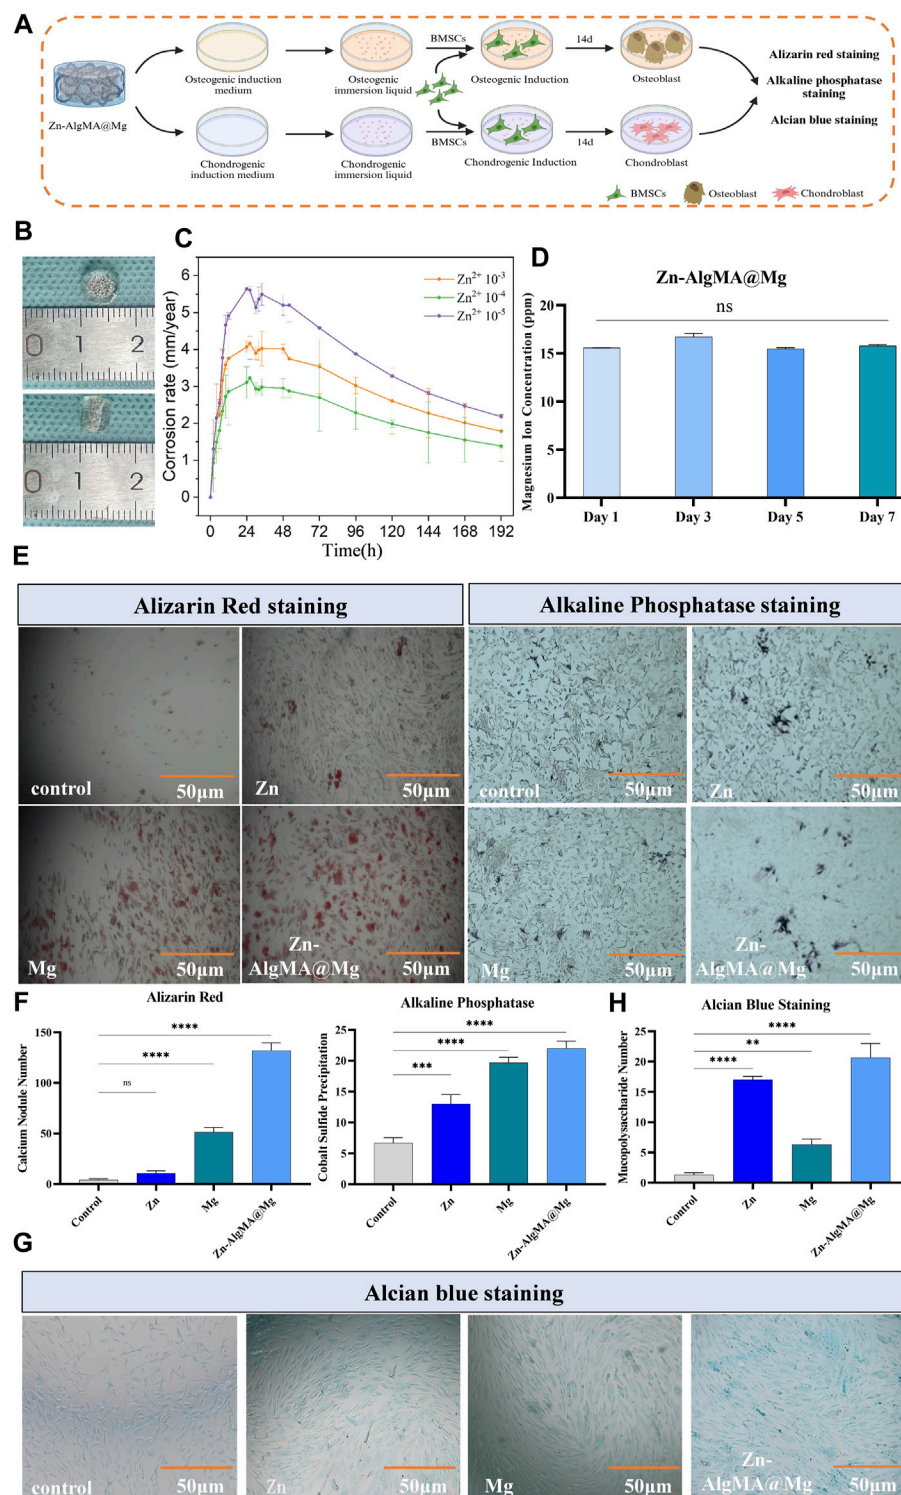 A
Zn-AlgMA@Mg
Osteogenic induction
medium
Osteogenic
immersion liquid
BMSCs
Osteogenic Induction
14d
Osteoblast
Chondrogenic
induction medium
Chondrogenic
immersion liquid
BMSCs
Chondrogenic Induction
14d
Chondroblast
Alizarin red staining
Alkaline phosphatase
staining
Alcian blue staining
BMSCs
Osteoblast
Chondroblast
B
0 1 2
0 1 2
C
Corrosion rate (mm/year)
6
5
4
3
2
1
0
0 24 48 72 96 120 144 168 192
Time(h)
Zn²⁺ 10⁻³
Zn²⁺ 10⁻⁴
Zn²⁺ 10⁻⁵
D
Zn-AlgMA@Mg
ns
Magnesium Ion Concentration (ppm)
20
15
15
5
0
Day 1 Day 3 Day 5 Day 7
E
Alizarin Red staining
Alkaline Phosphatase staining
control
50μm
Zn
50μm
control
50μm
Zn
50μm
Mg
50μm
Zn-
AlgMA@Mg
50μm
Mg
50μm
Zn-
AlgMA@Mg
50μm
F
Alizarin Red
Calcium Nodule Number
150
100
50
0
ns
****
****
Control Zn Mg Zn-AlgMA@Mg
Alkaline Phosphatase
Cobalt Sulfide Precipitation
25
20
15
10
5
0
***
****
****
Control Zn Mg Zn-AlgMA@Mg
H
Alcian Blue Staining
Mucopolysaccharide Number
25
20
15
10
5
0
****
**
****
Control Zn Mg Zn-AlgMA@Mg
G
Alcian blue staining
control
50μm
Zn
50μm
Mg
50μm
Zn-
AlgMA@Mg
50μm